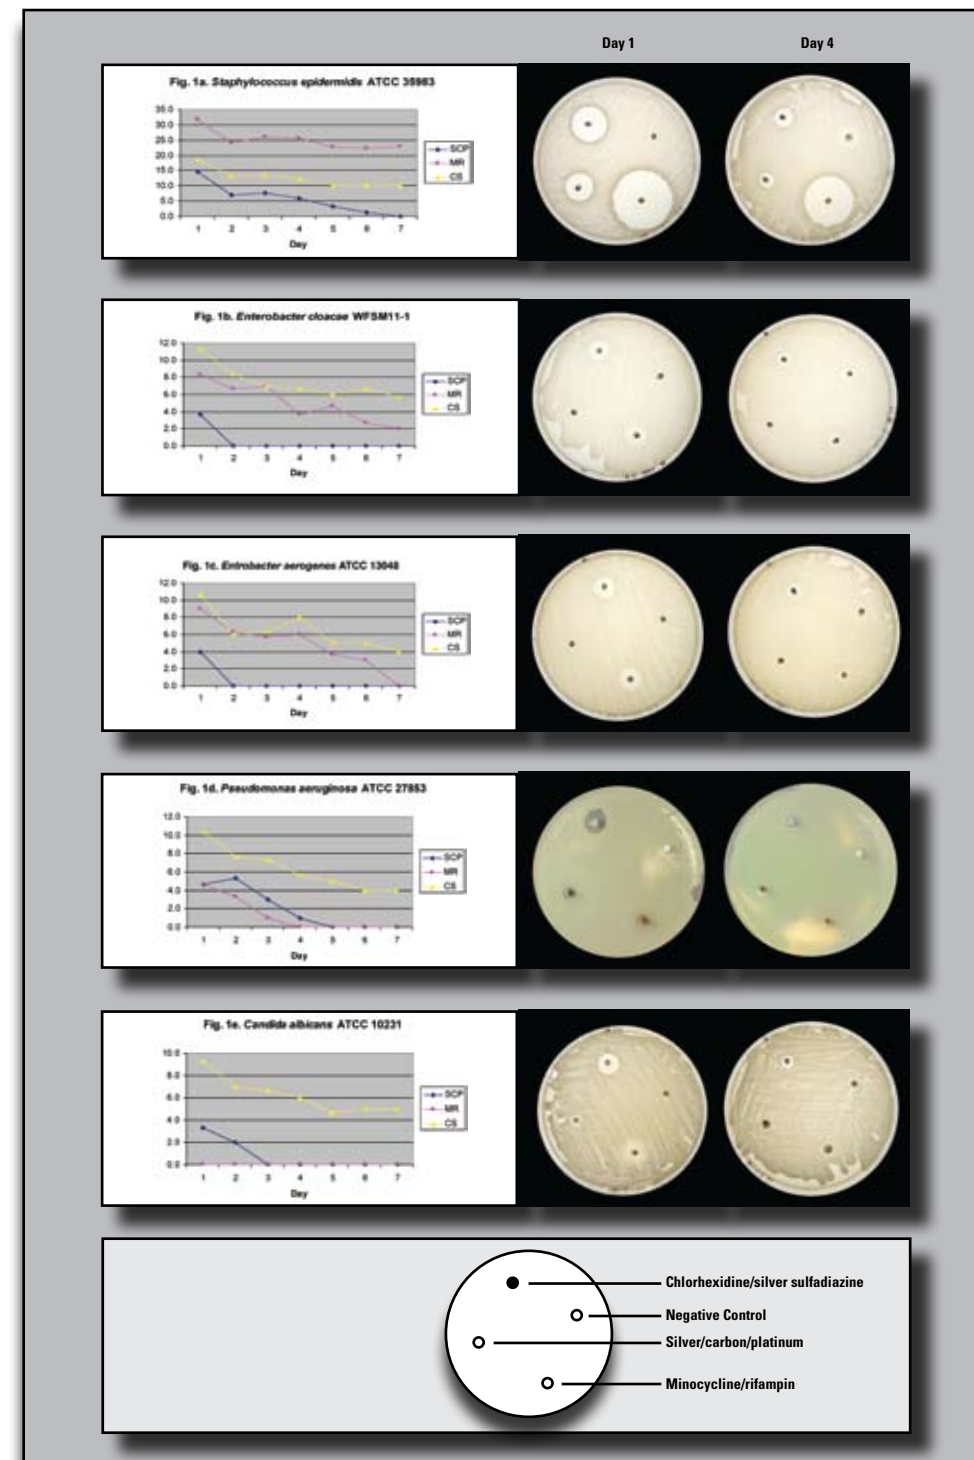 Day 1
Day 4
Fig. 1a. Staphylococcus epidermidis ATCC 35983
35.0
30.0
25.0
20.0
15.0
10.0
5.0
0.0
1 2 3 4 5 6 7
Day
SCP
MR
CS
Fig. 1b. Enterobacter cloacae WFSM11-1
12.0
10.0
8.0
6.0
4.0
2.0
0.0
1 2 3 4 5 6 7
Day
SCP
MR
CS
Fig. 1c. Entrobacter aerogenes ATCC 13048
12.0
10.0
8.0
6.0
4.0
2.0
0.0
1 2 3 4 5 6 7
Day
SCP
MR
CS
Fig. 1d. Pseudomonas aeruginosa ATCC 27853
12.0
10.0
8.0
6.0
4.0
2.0
0.0
1 2 3 4 5 6 7
Day
SCP
MR
CS
Fig. 1e. Candida albicans ATCC 10231
10.0
8.0
6.0
4.0
2.0
0.0
1 2 3 4 5 6 7
Day
SCP
MR
CS
Chlorhexidine/silver sulfadiazine
Negative Control
Silver/carbon/platinum
Minocycline/rifampin